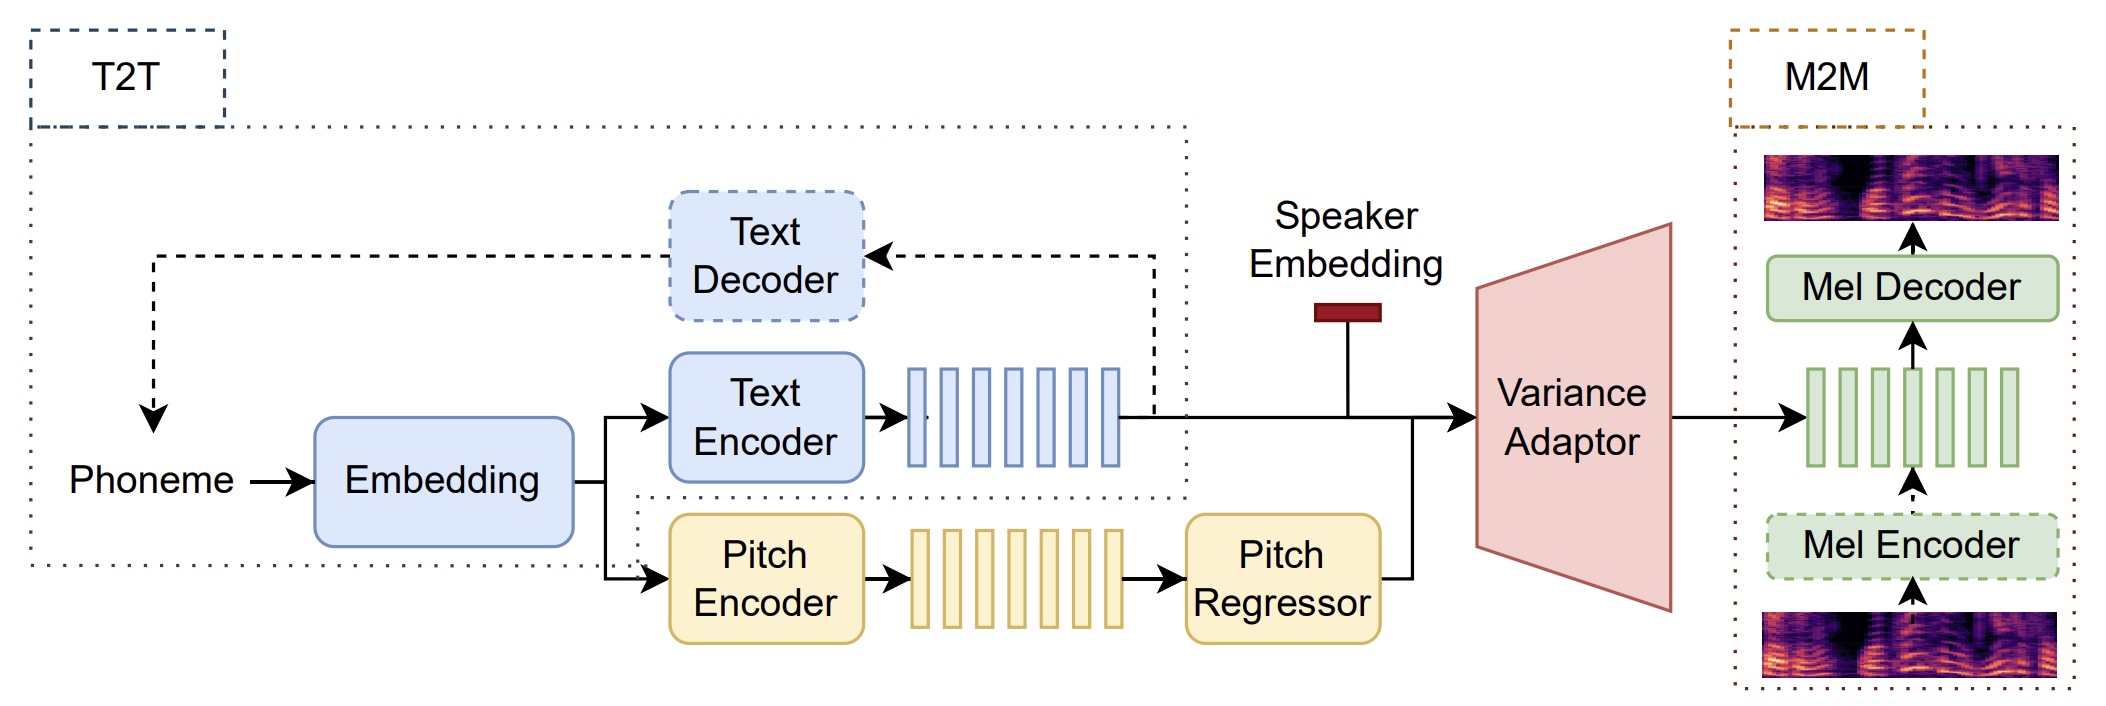 T2T
M2M
Text
Decoder
Speaker
Embedding
Mel Decoder
Text
Encoder
Variance
Adaptor
Phoneme
Embedding
Pitch
Encoder
Pitch
Regressor
Mel Encoder